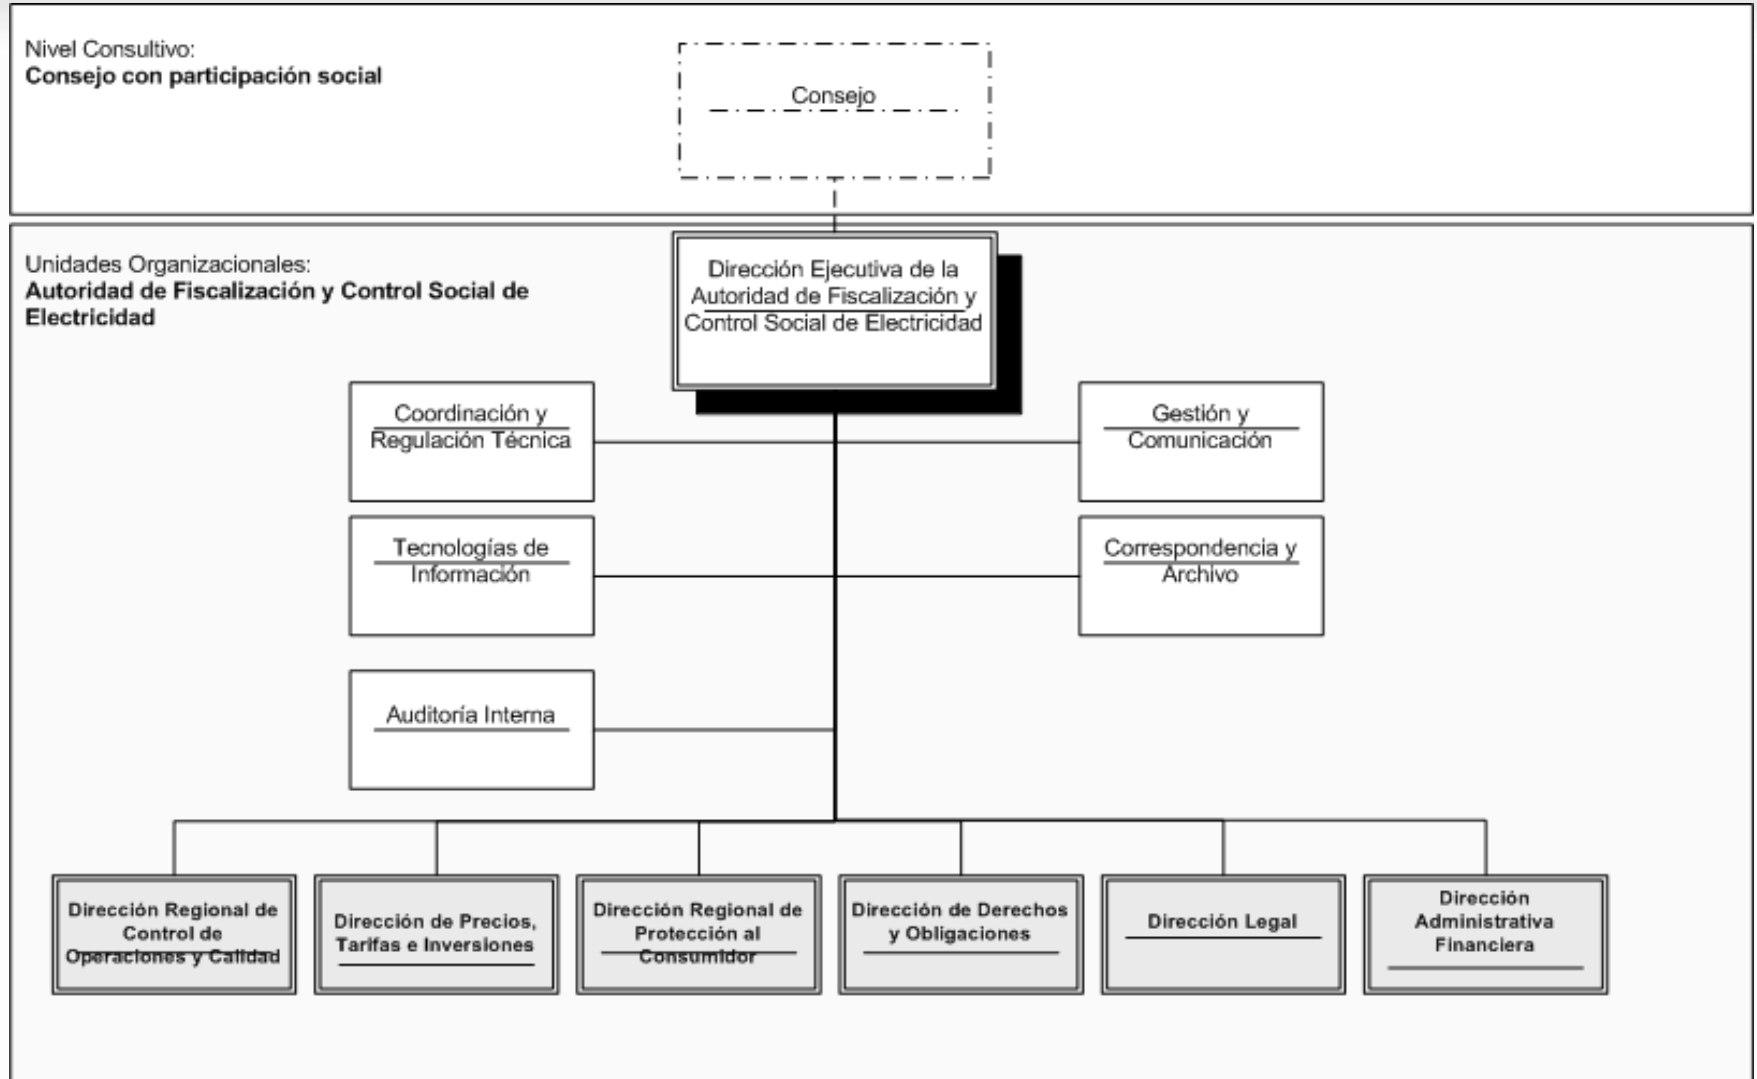 Nivel Consultivo:
Consejo con participación social
Consejo
Unidades Organizacionales:
Autoridad de Fiscalización y Control Social de
Electricidad
Dirección Ejecutiva de la
Autoridad de Fiscalización y
Control Social de Electricidad
Coordinación y
Regulación Técnica
Gestión y
Comunicación
Tecnologías de
Información
Correspondencia y
Archivo
Auditoría Interna
Dirección Regional de
Control de
Operaciones y Calidad
Dirección de Precios,
Tarifas e Inversiones
Dirección Regional de
Protección al
Consumidor
Dirección de Derechos
y Obligaciones
Dirección Legal
Dirección
Administrativa
Financiera